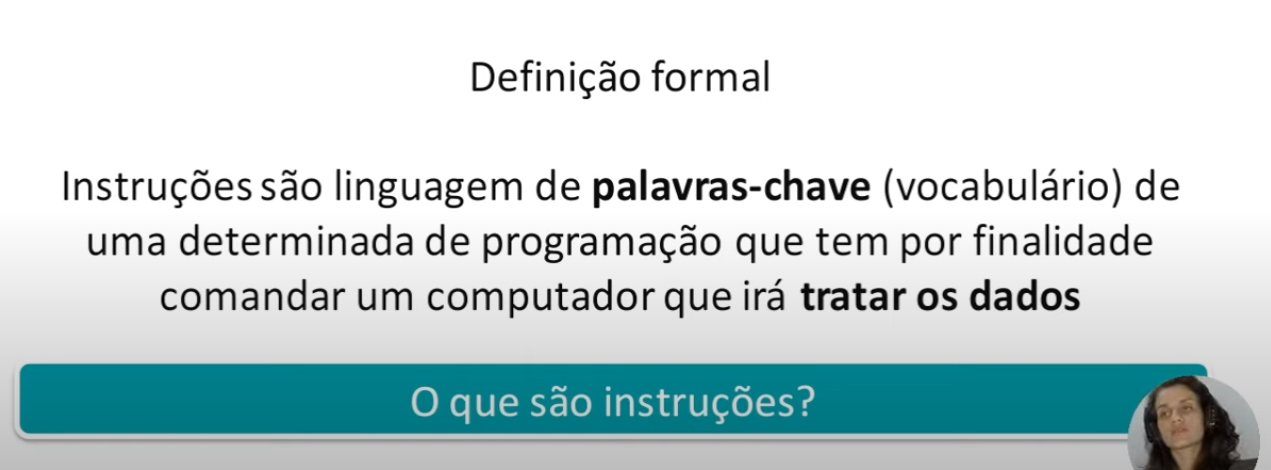 Definição formal
Instruções são linguagem de palavras-chave (vocabulário) de
uma determinada de programação que tem por finalidade
comandar um computador que irá tratar os dados
O que são instruções?